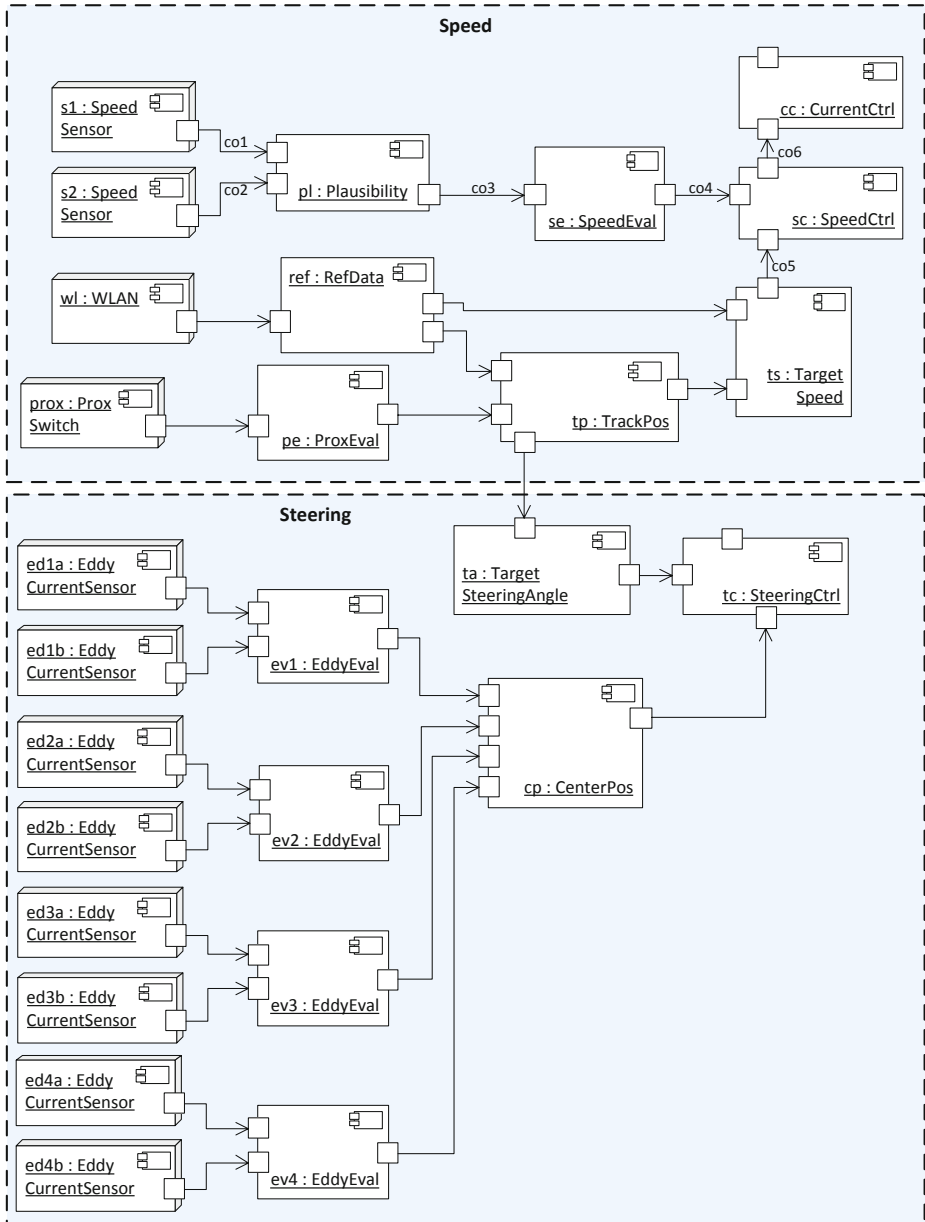 Speed
s1 : Speed
Sensor
co1
s2 : Speed
Sensor
co2
pl : Plausibility
co3
se : SpeedEval
co4
cc : CurrentCtrl
co6
sc : SpeedCtrl
co5
wl : WLAN
ref : RefData
ts : Target
Speed
prox : Prox
Switch
pe : ProxEval
tp : TrackPos
Steering
ta : Target
SteeringAngle
tc : SteeringCtrl
ed1a : Eddy
CurrentSensor
ed1b : Eddy
CurrentSensor
ev1 : EddyEval
ed2a : Eddy
CurrentSensor
ed2b : Eddy
CurrentSensor
ev2 : EddyEval
cp : CenterPos
ed3a : Eddy
CurrentSensor
ed3b : Eddy
CurrentSensor
ev3 : EddyEval
ed4a : Eddy
CurrentSensor
ed4b : Eddy
CurrentSensor
ev4 : EddyEval